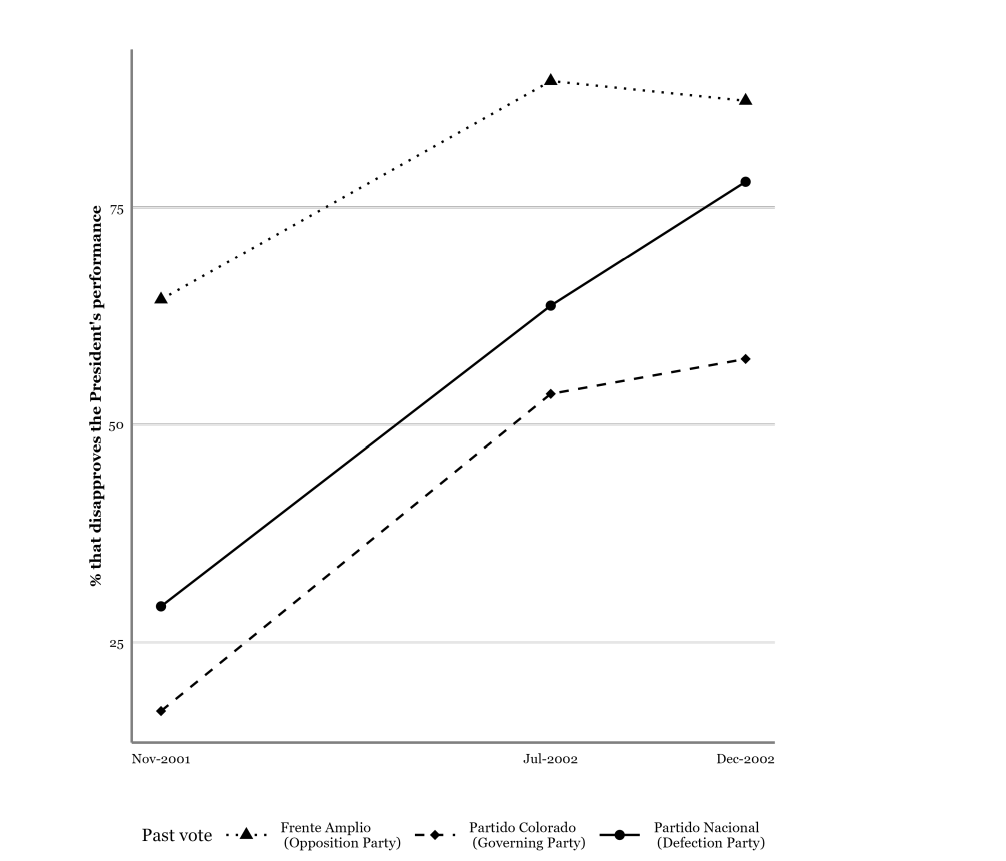 % that disapproves the President's performance
75
50
25
Nov-2001 Jul-2002 Dec-2002
Past vote
Frente Amplio
(Opposition Party)
Partido Colorado
(Governing Party)
Partido Nacional
(Defection Party)